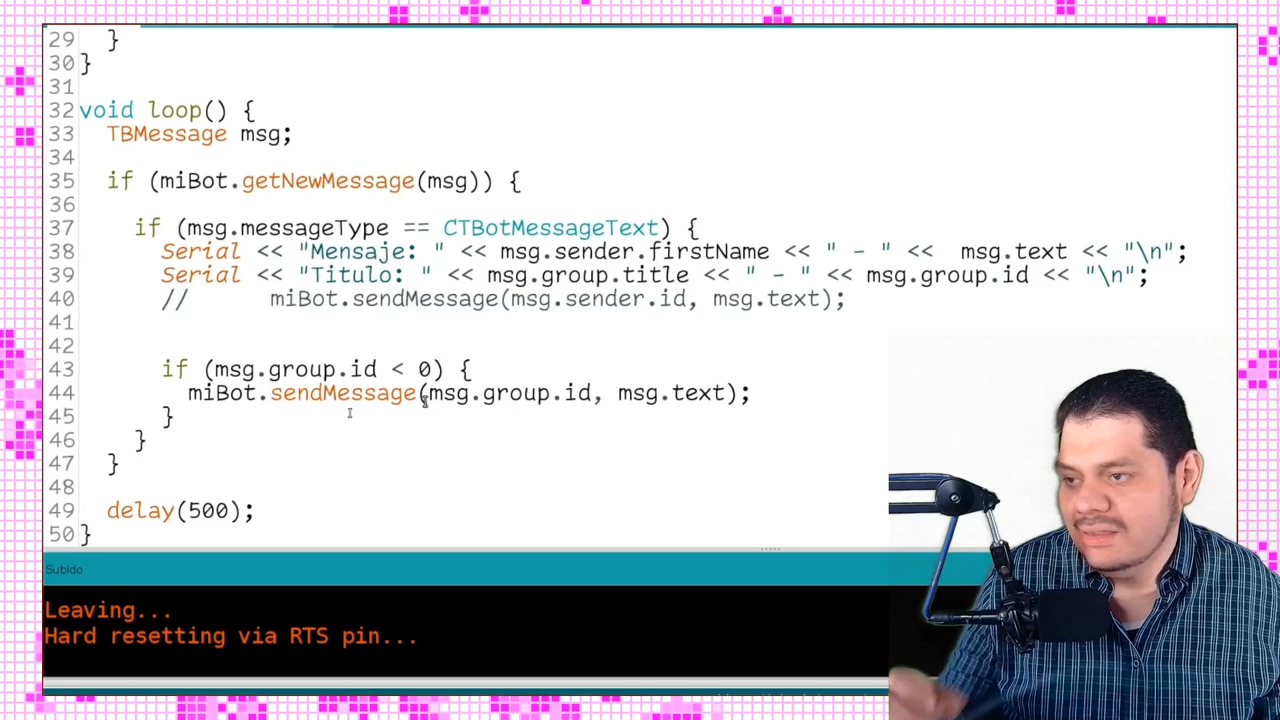 29 }
30 }
31
32 void loop() {
33 TBMessage msg;
34
35 if (miBot.getNewMessage(msg)) {
36
37 if (msg.messageType == CTBotMessageText) {
38 Serial << "Mensaje: " << msg.sender.firstName << " - " << msg.text << "\n";
39 Serial << "Titulo: " << msg.group.title << " - " << msg.group.id << "\n";
40 // miBot.sendMessage(msg.sender.id, msg.text);
41
42
43 if (msg.group.id < 0) {
44 miBot.sendMessage(msg.group.id, msg.text);
45 }
46 }
47 }
48
49 delay(500);
50 }
Subido
Leaving...
Hard resetting via RTS pin...